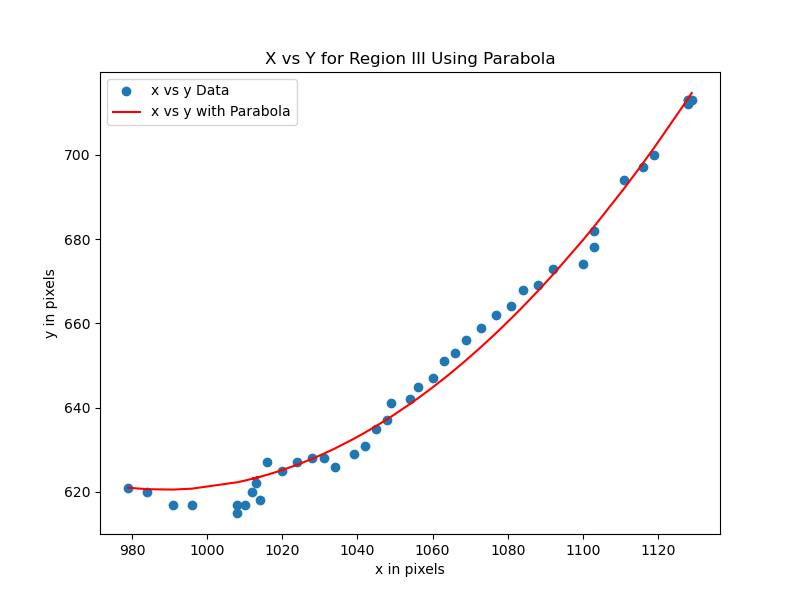 X vs Y for Region III Using Parabola
x vs y Data
x vs y with Parabola
700
680
660
640
620
y in pixels
980 1000 1020 1040 1060 1080 1100 1120
x in pixels